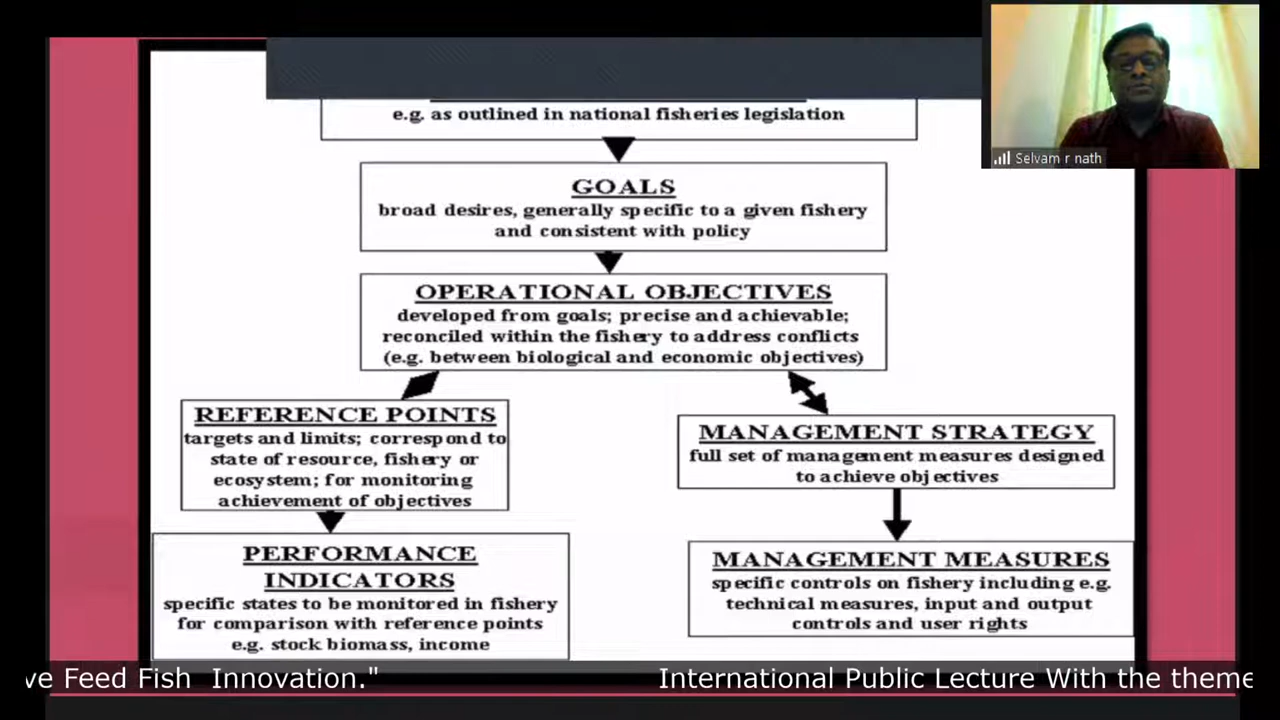 e.g. as outlined in national fisheries legislation
Selvam r nath
GOALS
broad desires, generally specific to a given fishery
and consistent with policy
OPERATIONAL OBJECTIVES
developed from goals; precise and achievable;
reconciled within the fishery to address conflicts
(e.g. between biological and economic objectives)
REFERENCE POINTS
targets and limits; correspond to
state of resource, fishery or
ecosystem; for monitoring
achievement of objectives
MANAGEMENT STRATEGY
full set of management measures designed
to achieve objectives
PERFORMANCE
INDICATORS
specific states to be monitored in fishery
for comparison with reference points
e.g. stock biomass, income
MANAGEMENT MEASURES
specific controls on fishery including e.g.
technical measures, input and output
controls and user rights
ve Feed Fish Innovation." International Public Lecture With the theme